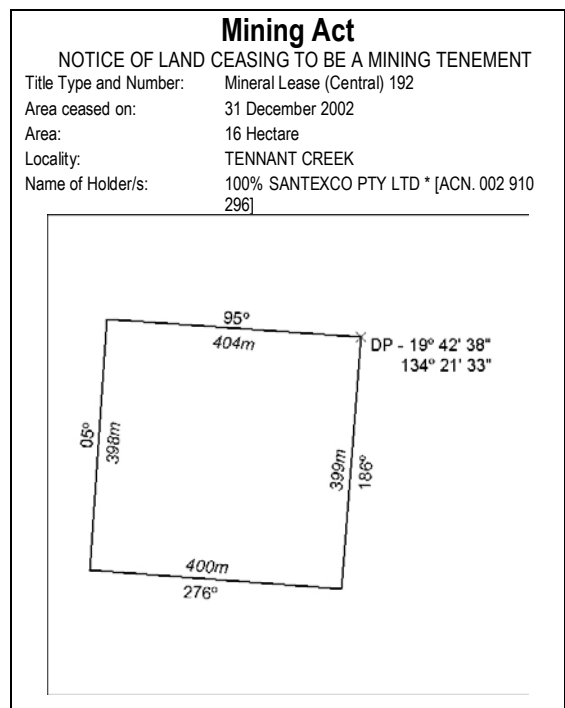 Mining Act
NOTICE OF LAND CEASING TO BE A MINING TENEMENT
Title Type and Number: Mineral Lease (Central) 192
Area ceased on: 31 December 2002
Area: 16 Hectare
Locality: TENNANT CREEK
Name of Holder/s: 100% SANTEXCO PTY LTD * [ACN. 002 910
296]
95º
404m
DP - 19º 42' 38"
134º 21' 33"
05º
398m
399m
186º
400m
276º